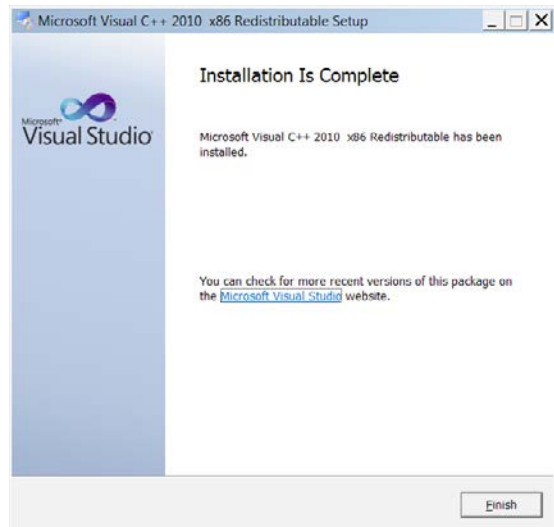 Microsoft Visual C++ 2010  x86 Redistributable Setup
Installation Is Complete
Microsoft®
Visual Studio®
Microsoft Visual C++ 2010  x86 Redistributable has been
installed.
You can check for more recent versions of this package on
the Microsoft Visual Studio website.
Finish